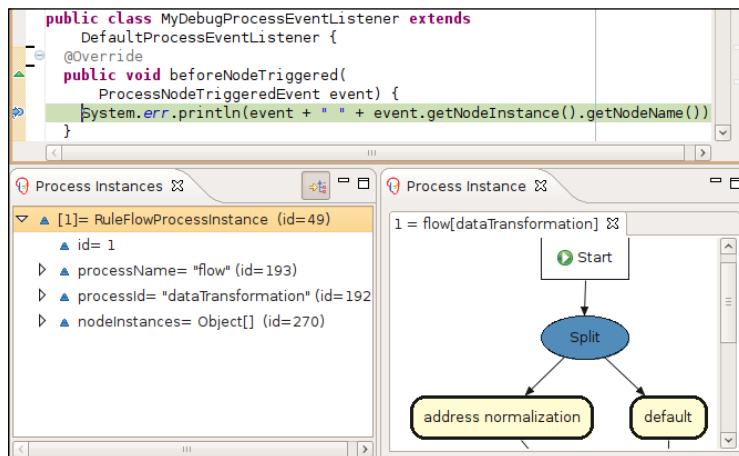 public class MyDebugProcessEventListener extends
DefaultProcessEventListener {
@Override
public void beforeNodeTriggered(
ProcessNodeTriggeredEvent event) {
System.err.println(event + " " + event.getNodeInstance().getNodeName())
}
Process Instances
[1]= RuleFlowProcessInstance (id=49)
id= 1
processName= "flow" (id=193)
processId= "dataTransformation" (id=192
nodeInstances= Object[] (id=270)
Process Instance
1 = flow[dataTransformation]
Start
Split
address normalization
default